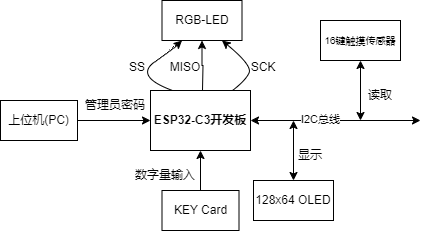 RGB-LED
16键触摸传感器
SS
MISO
SCK
管理员密码
上位机(PC)
ESP32-C3开发板
I2C总线
读取
显示
数字量输入
128x64 OLED
KEY Card